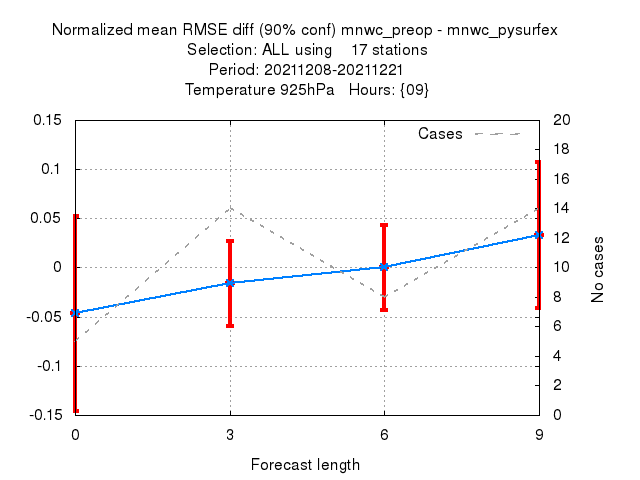 Normalized mean RMSE diff (90% conf) mnwc_preop - mnwc_pysurfex
Selection: ALL using 17 stations
Period: 20211208-20211221
Temperature 925hPa Hours: {09}
0.15
0.1
0.05
0
-0.05
-0.1
-0.15
Cases
20
18
16
14
12
10
8
6
4
2
0
No cases
0 3 6 9
Forecast length